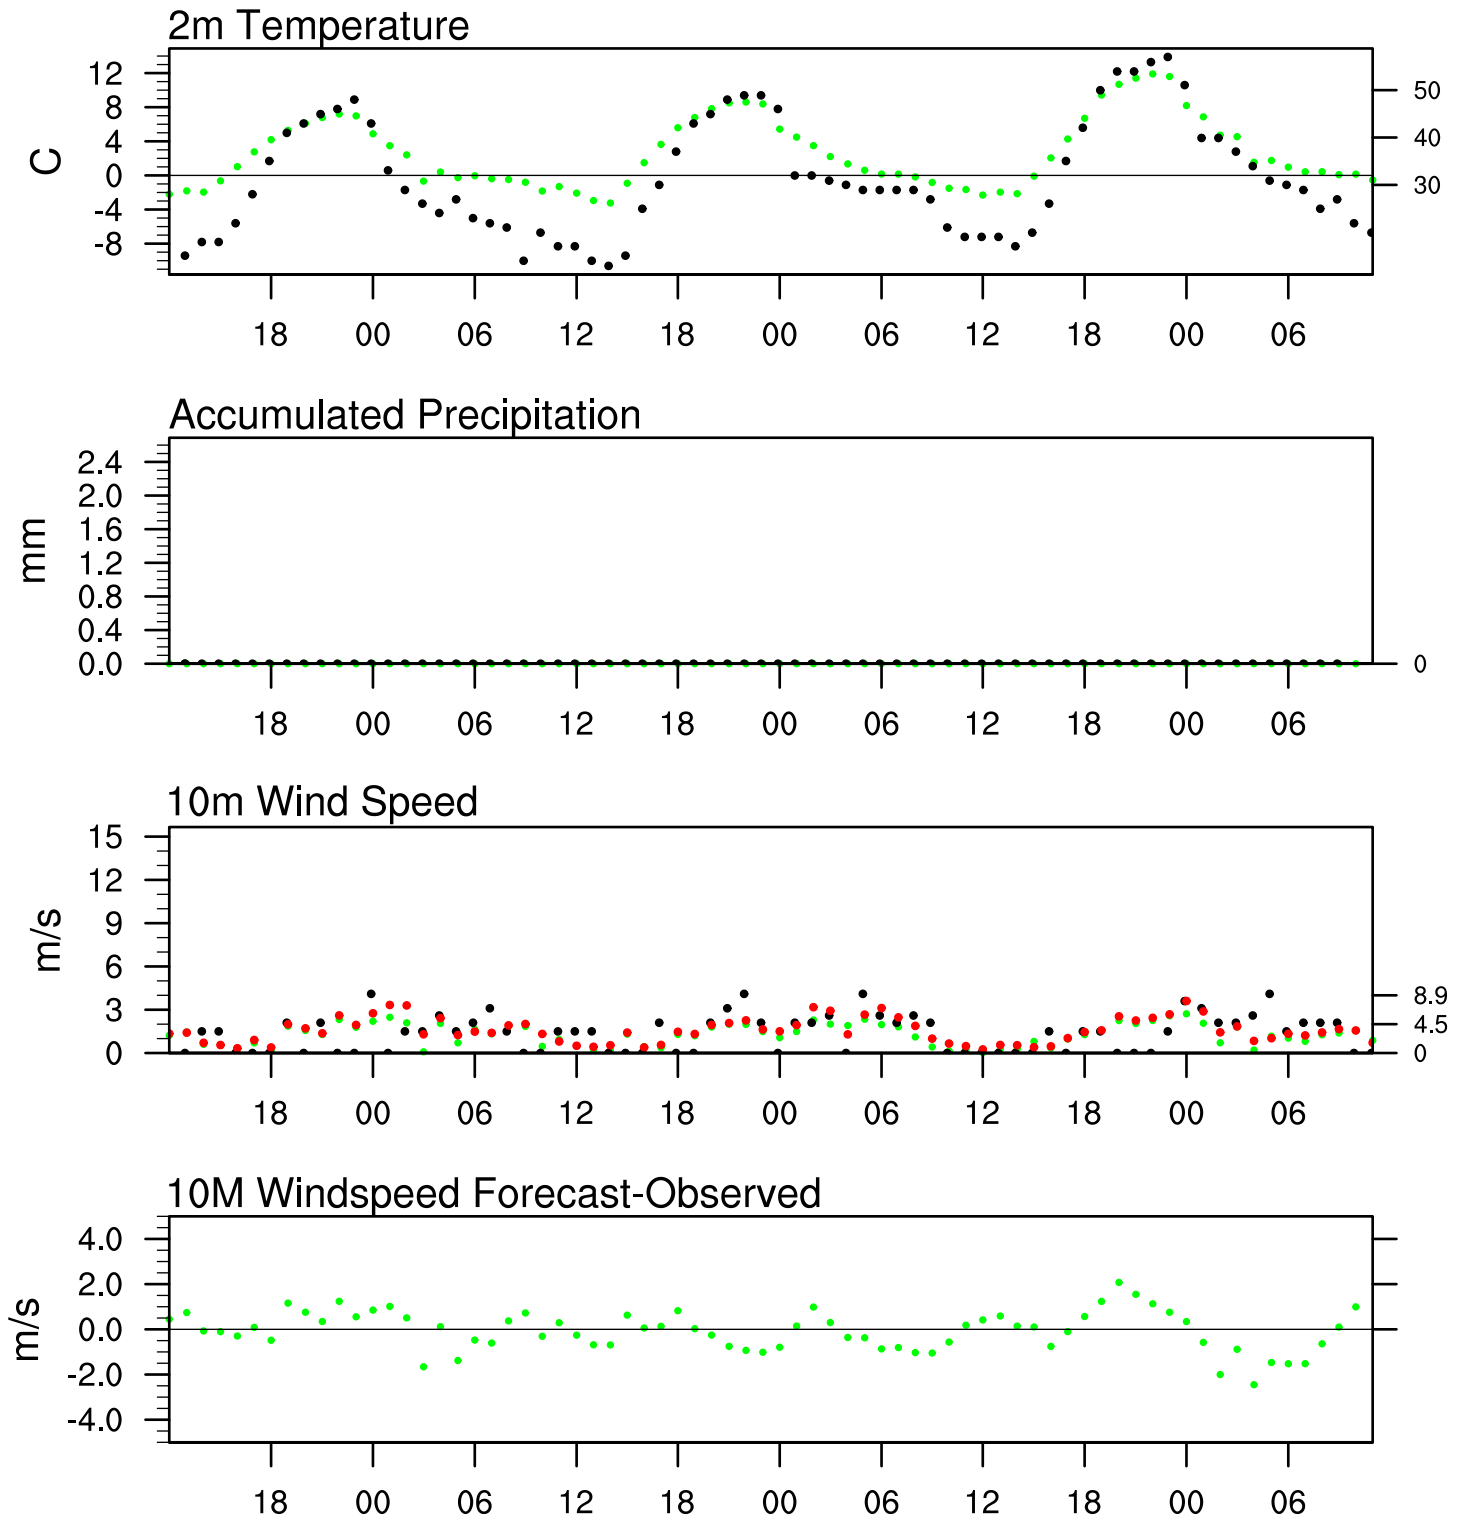 2m Temperature
12
8
4
0
-4
-8
C
50
40
30
18 00 06 12 18 00 06 12 18 00 06
Accumulated Precipitation
2.4
2.0
1.6
1.2
0.8
0.4
0.0
mm
0
18 00 06 12 18 00 06 12 18 00 06
10m Wind Speed
15
12
9
6
3
0
m/s
8.9
4.5
0
18 00 06 12 18 00 06 12 18 00 06
10M Windspeed Forecast-Observed
4.0
2.0
0.0
-2.0
-4.0
m/s
18 00 06 12 18 00 06 12 18 00 06